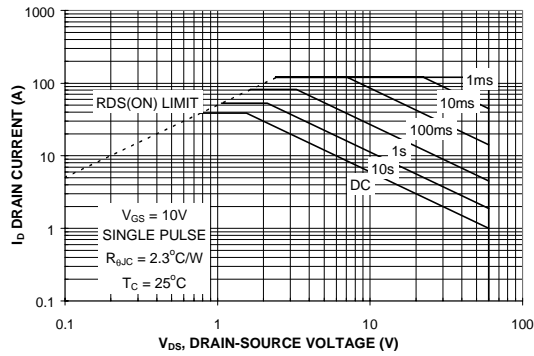 1000
100
10
1
0.1
I_D DRAIN CURRENT (A)
RDS(ON) LIMIT
1ms
10ms
100ms
1s
10s
DC
V_GS = 10V
SINGLE PULSE
R_θJC = 2.3°C/W
T_C = 25°C
0.1 1 10 100
V_DS, DRAIN-SOURCE VOLTAGE (V)